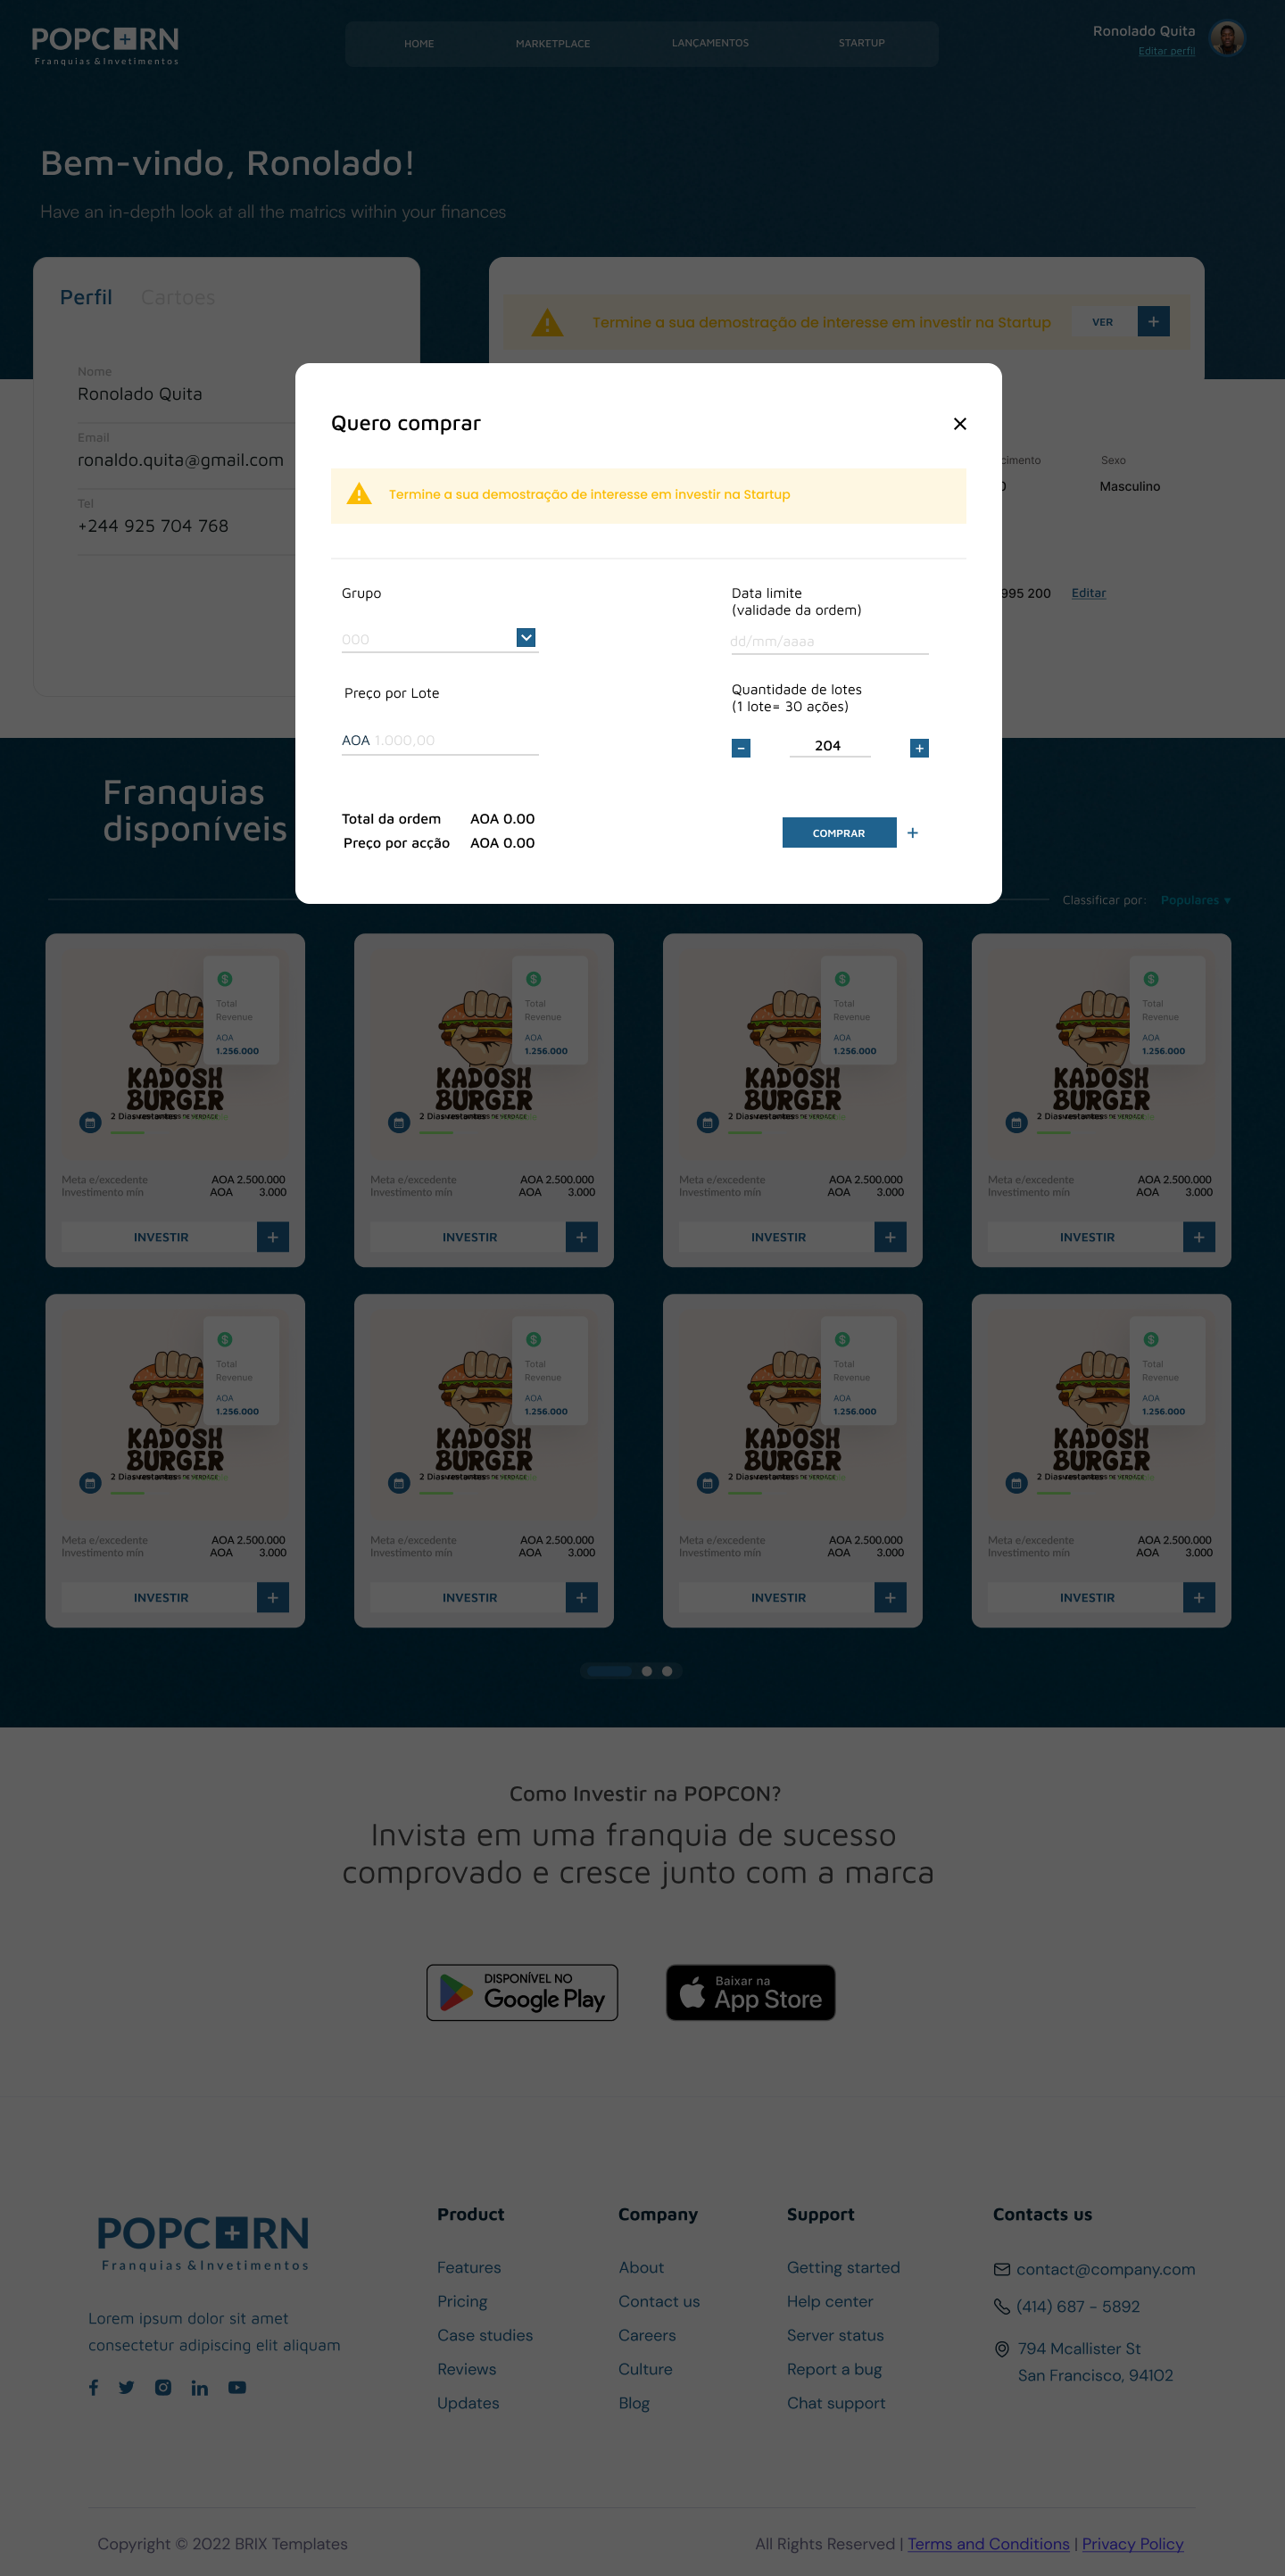 POPC RN
Franquias & Invetimentos
HOME
MARKETPLACE
LANÇAMENTOS
STARTUP
Ronolado Quita
Editar perfil
Bem-vindo, Ronolado!
Have an in-depth look at all the matrics within your finances
Perfil
Cartoes
Termine a sua demostração de interesse em investir na Startup
VER
+
Nome
Ronolado Quita
Email
ronaldo.quita@gmail.com
Tel
+244 925 704 768
cimento
Sexo
Masculino
995 200
Editar
Quero comprar
Termine a sua demostração de interesse em investir na Startup
Grupo
000
Data limite
(validade da ordem)
dd/mm/aaaa
Preço por Lote
AOA 1.000,00
Quantidade de lotes
(1 lote= 30 ações)
-
204
+
Total da ordem AOA 0.00
Preço por acção AOA 0.00
COMPRAR
+
Franquias
disponíveis
Classificar por: Populares
Total
Revenue
AOA
1.256.000
KADOSH
BURGER
2 Dias restantes
Meta e/excedente AOA 2.500.000
Investimento mín AOA 3.000
INVESTIR
+
Total
Revenue
AOA
1.256.000
KADOSH
BURGER
2 Dias restantes
Meta e/excedente AOA 2.500.000
Investimento mín AOA 3.000
INVESTIR
+
Total
Revenue
AOA
1.256.000
KADOSH
BURGER
2 Dias restantes
Meta e/excedente AOA 2.500.000
Investimento mín AOA 3.000
INVESTIR
+
Total
Revenue
AOA
1.256.000
KADOSH
BURGER
2 Dias restantes
Meta e/excedente AOA 2.500.000
Investimento mín AOA 3.000
INVESTIR
+
Total
Revenue
AOA
1.256.000
KADOSH
BURGER
2 Dias restantes
Meta e/excedente AOA 2.500.000
Investimento mín AOA 3.000
INVESTIR
+
Total
Revenue
AOA
1.256.000
KADOSH
BURGER
2 Dias restantes
Meta e/excedente AOA 2.500.000
Investimento mín AOA 3.000
INVESTIR
+
Total
Revenue
AOA
1.256.000
KADOSH
BURGER
2 Dias restantes
Meta e/excedente AOA 2.500.000
Investimento mín AOA 3.000
INVESTIR
+
Total
Revenue
AOA
1.256.000
KADOSH
BURGER
2 Dias restantes
Meta e/excedente AOA 2.500.000
Investimento mín AOA 3.000
INVESTIR
+
Como Investir na POPCON?
Invista em uma franquia de sucesso
comprovado e cresce junto com a marca
DISPONÍVEL NO
Google Play
Baixar na
App Store
POPC RN
Franquias & Invetimentos
Lorem ipsum dolor sit amet
consectetur adipiscing elit aliquam
Product
Features
Pricing
Case studies
Reviews
Updates
Company
About
Contact us
Careers
Culture
Blog
Support
Getting started
Help center
Server status
Report a bug
Chat support
Contacts us
contact@company.com
(414) 687 - 5892
794 Mcallister St
San Francisco, 94102
Copyright © 2022 BRIX Templates
All Rights Reserved | Terms and Conditions | Privacy Policy